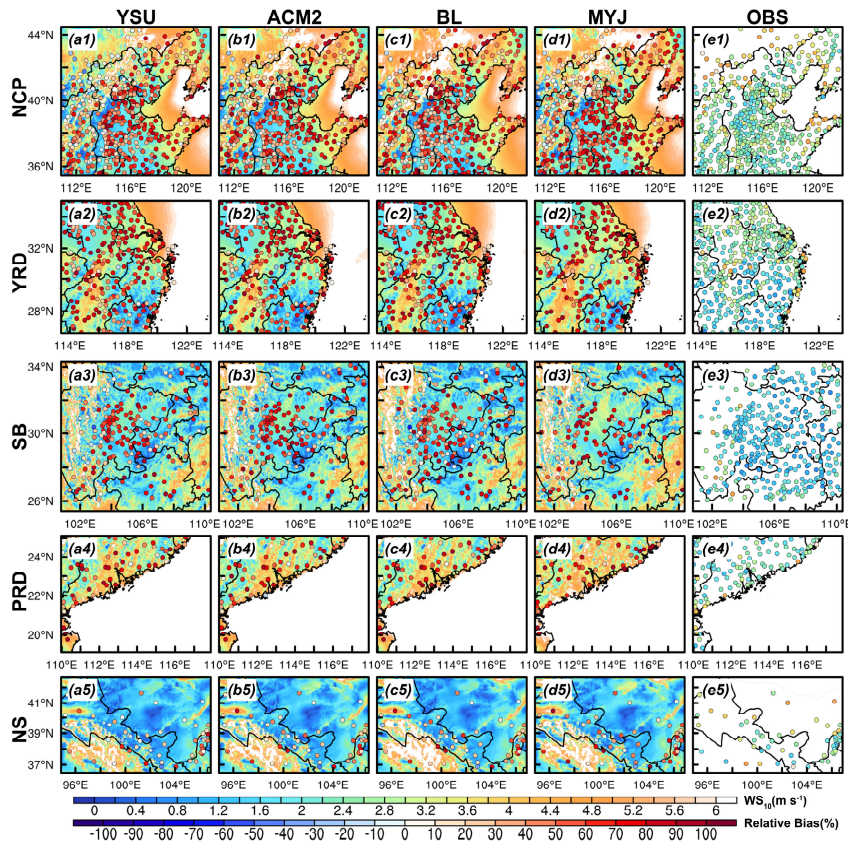 YSU ACM2 BL MYJ OBS
NCP
44°N
40°N
36°N
(a1) (b1) (c1) (d1) (e1)
112°E 116°E 120°E 112°E 116°E 120°E 112°E 116°E 120°E 112°E 116°E 120°E 112°E 116°E 120°E
YRD
32°N
28°N
(a2) (b2) (c2) (d2) (e2)
114°E 118°E 122°E 114°E 118°E 122°E 114°E 118°E 122°E 114°E 118°E 122°E 114°E 118°E 122°E
SB
34°N
30°N
26°N
(a3) (b3) (c3) (d3) (e3)
102°E 106°E 110°E 102°E 106°E 110°E 102°E 106°E 110°E 102°E 106°E 110°E 102°E 106°E 110°E
PRD
24°N
22°N
20°N
(a4) (b4) (c4) (d4) (e4)
110°E 112°E 114°E 116°E 110°E 112°E 114°E 116°E 110°E 112°E 114°E 116°E 110°E 112°E 114°E 116°E 110°E 112°E 114°E 116°E
NS
41°N
39°N
37°N
(a5) (b5) (c5) (d5) (e5)
96°E 100°E 104°E 96°E 100°E 104°E 96°E 100°E 104°E 96°E 100°E 104°E 96°E 100°E 104°E
0 0.4 0.8 1.2 1.6 2 2.4 2.8 3.2 3.6 4 4.4 4.8 5.2 5.6 6 WS₁₀(m s⁻¹)
-100 -90 -80 -70 -60 -50 -40 -30 -20 -10 0 10 20 30 40 50 60 70 80 90 100 Relative Bias(%)